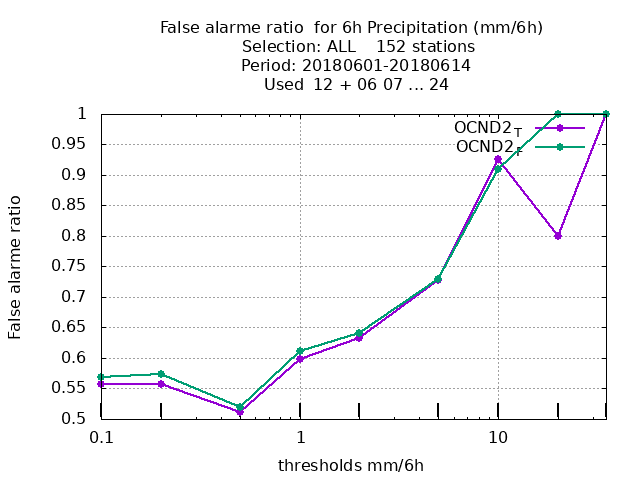 False alarme ratio  for 6h Precipitation (mm/6h)
Selection: ALL    152 stations
Period: 20180601-20180614
Used  12 + 06 07 ... 24
False alarme ratio
1
0.95
0.9
0.85
0.8
0.75
0.7
0.65
0.6
0.55
0.5
OCND2_T
OCND2_F
0.1
1
10
thresholds mm/6h